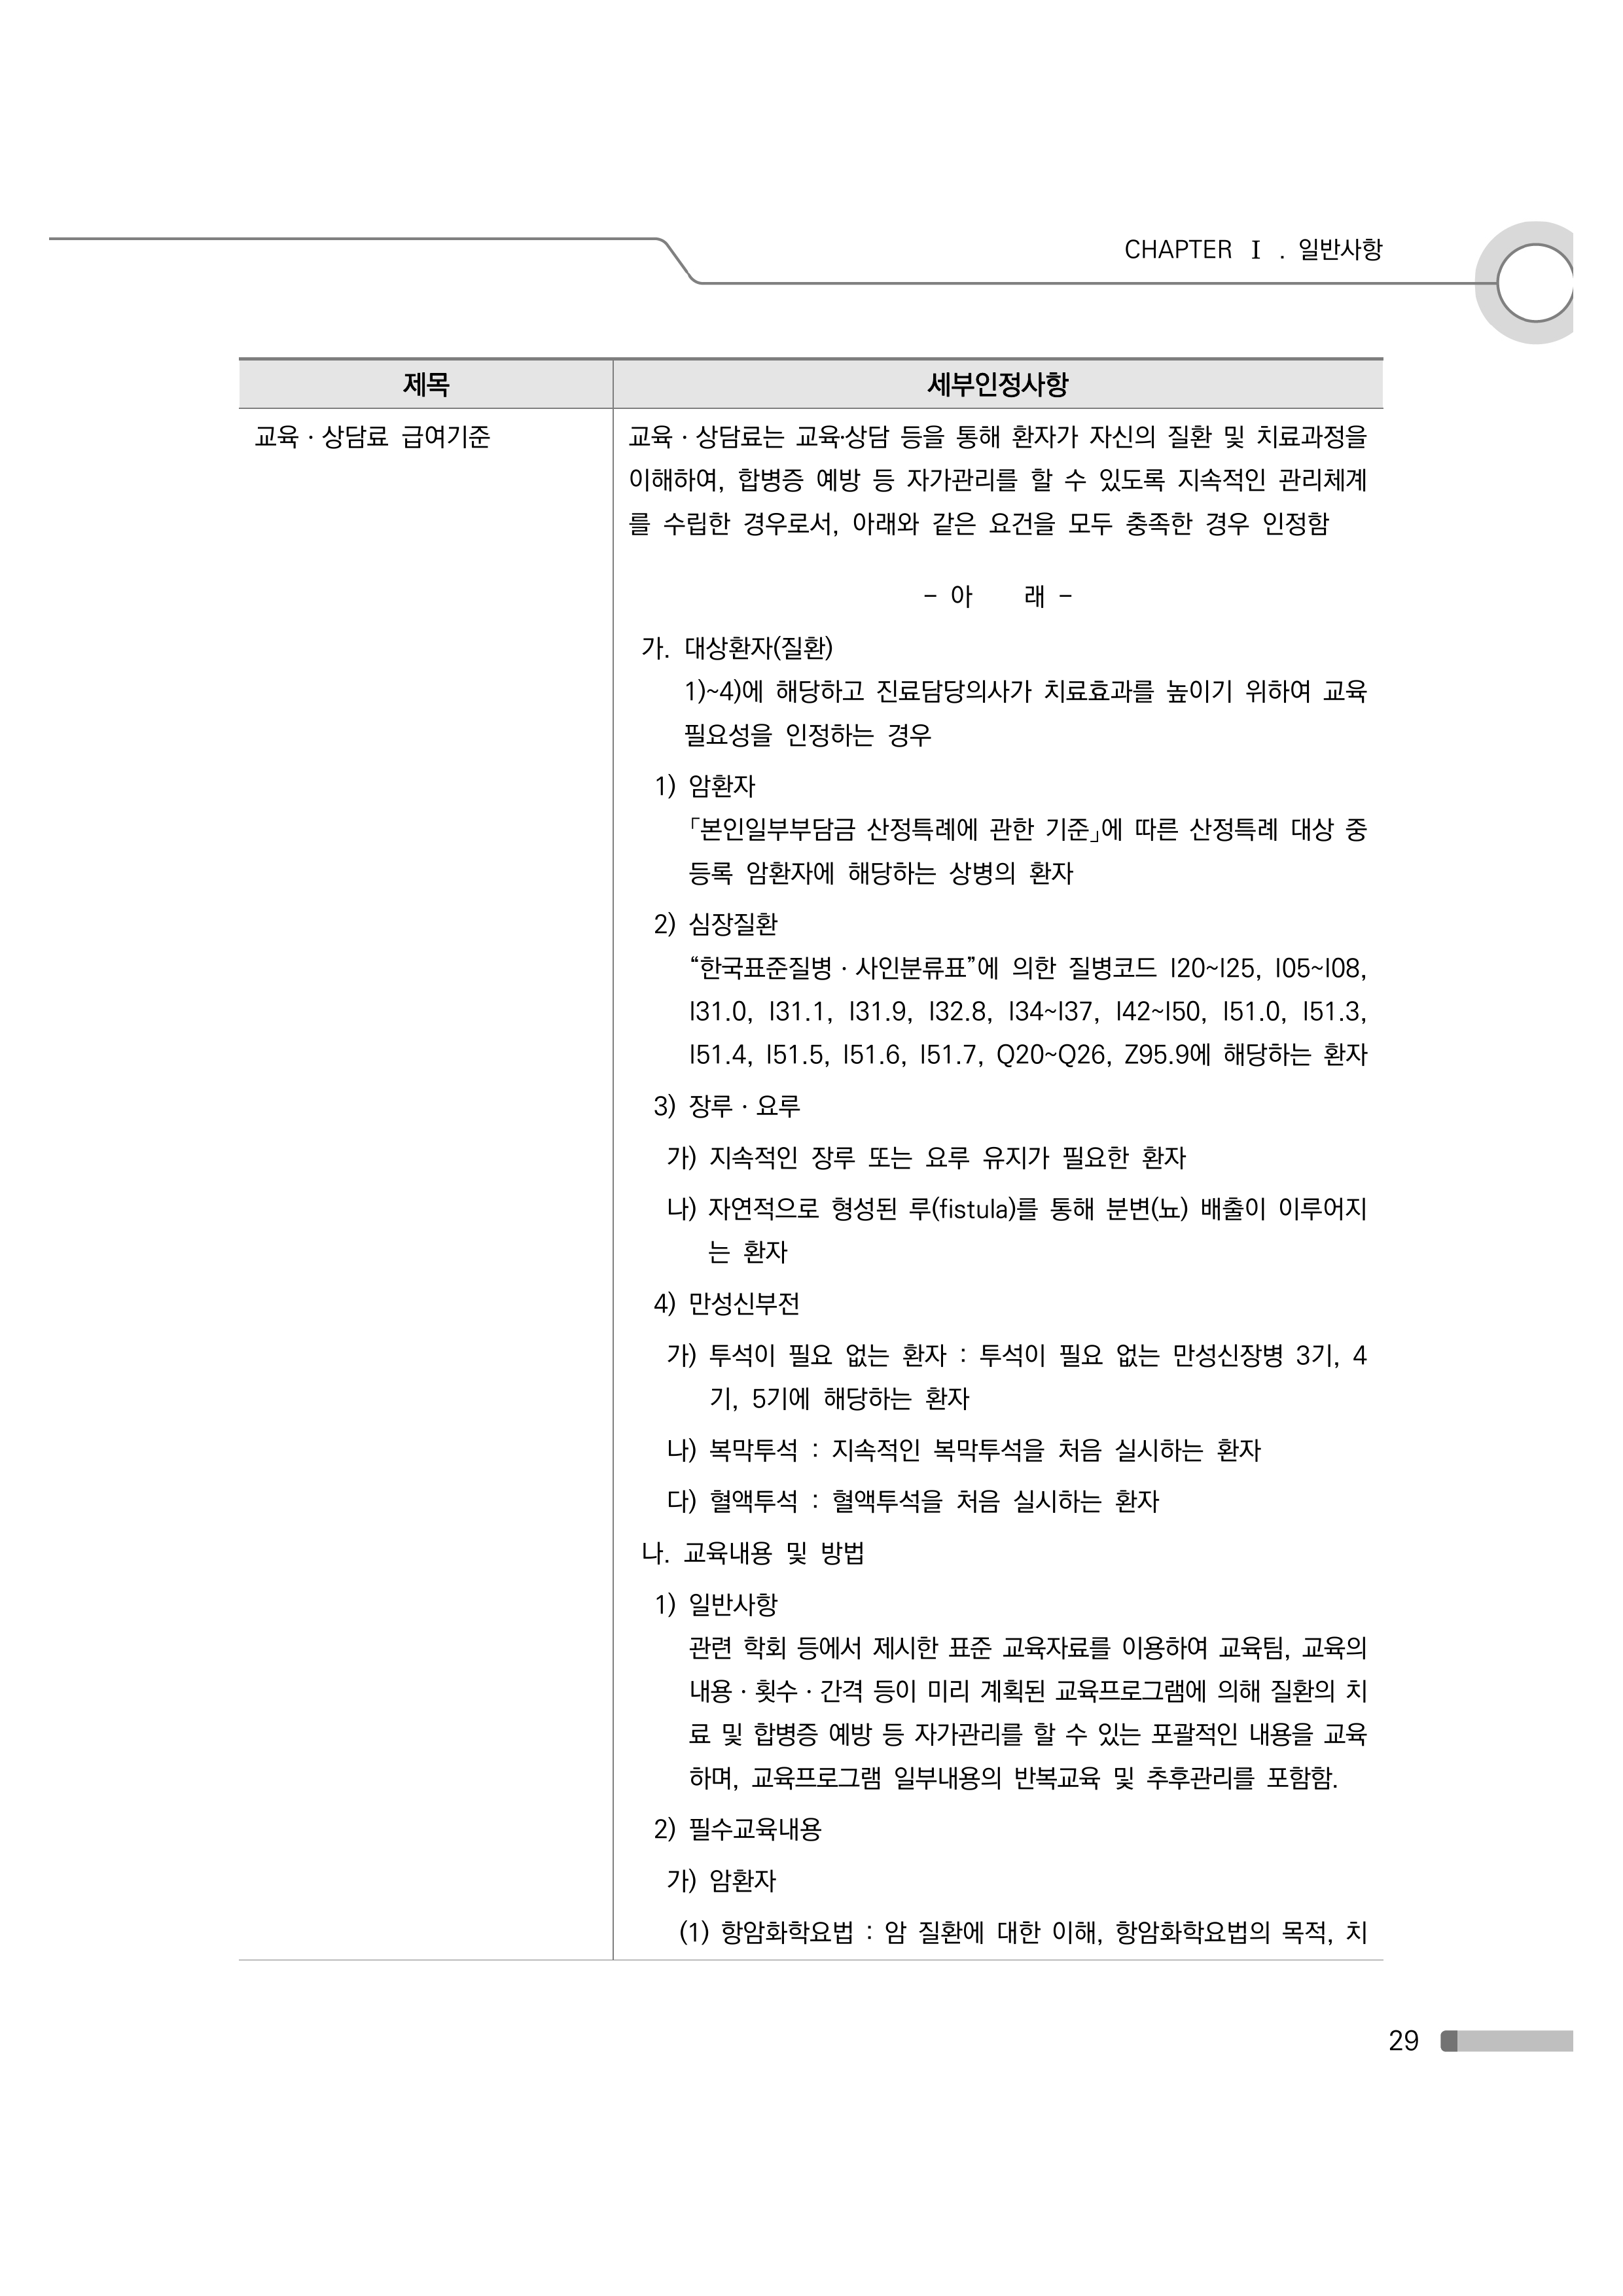 CHAPTER Ⅰ. 일반사항
제목
세부인정사항
교육 · 상담료 급여기준
교육 · 상담료는 교육·상담 등을 통해 환자가 자신의 질환 및 치료과정을
이해하여, 합병증 예방 등 자가관리를 할 수 있도록 지속적인 관리체계
를 수립한 경우로서, 아래와 같은 요건을 모두 충족한 경우 인정함
- 아 래 -
가. 대상환자(질환)
1)~4)에 해당하고 진료담당의사가 치료효과를 높이기 위하여 교육
필요성을 인정하는 경우
1) 암환자
「본인일부부담금 산정특례에 관한 기준」에 따른 산정특례 대상 중
등록 암환자에 해당하는 상병의 환자
2) 심장질환
“한국표준질병 · 사인분류표”에 의한 질병코드 I20~I25, I05~I08,
I31.0, I31.1, I31.9, I32.8, I34~I37, I42~I50, I51.0, I51.3,
I51.4, I51.5, I51.6, I51.7, Q20~Q26, Z95.9에 해당하는 환자
3) 장루 · 요루
가) 지속적인 장루 또는 요루 유지가 필요한 환자
나) 자연적으로 형성된 루(fistula)를 통해 분변(뇨) 배출이 이루어지
는 환자
4) 만성신부전
가) 투석이 필요 없는 환자 : 투석이 필요 없는 만성신장병 3기, 4
기, 5기에 해당하는 환자
나) 복막투석 : 지속적인 복막투석을 처음 실시하는 환자
다) 혈액투석 : 혈액투석을 처음 실시하는 환자
나. 교육내용 및 방법
1) 일반사항
관련 학회 등에서 제시한 표준 교육자료를 이용하여 교육팀, 교육의
내용 · 횟수 · 간격 등이 미리 계획된 교육프로그램에 의해 질환의 치
료 및 합병증 예방 등 자가관리를 할 수 있는 포괄적인 내용을 교육
하며, 교육프로그램 일부내용의 반복교육 및 추후관리를 포함함.
2) 필수교육내용
가) 암환자
(1) 항암화학요법 : 암 질환에 대한 이해, 항암화학요법의 목적, 치
29